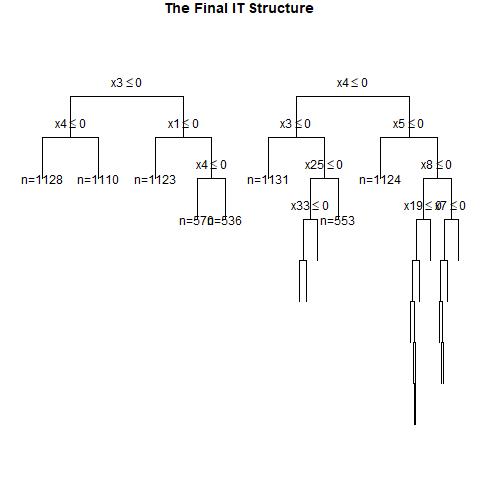 The Final IT Structure
x3 ≤ 0 x4 ≤ 0
x4 ≤ 0 x1 ≤ 0 x3 ≤ 0 x5 ≤ 0
n=1128 n=1110 n=1123 x4 ≤ 0 n=1131 x25 ≤ 0 n=1124 x8 ≤ 0
n=570 n=536 x33 ≤ 0 n=553 x19 ≤ 0 x7 ≤ 0